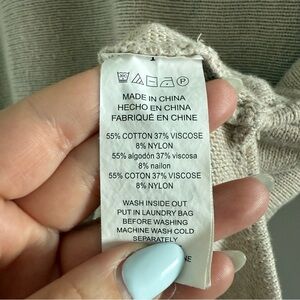 P
MADE IN CHINA
HECHO EN CHINA
FABRIQUÉ EN CHINE
55% COTTON 37% VISCOSE
8% NYLON
55% algodón 37% viscosa
8% nailon
55% COTON 37% VISCOSE
8% NYLON
WASH INSIDE OUT
PUT IN LAUNDRY BAG
BEFORE WASHING
MACHINE WASH COLD
SEPARATELY